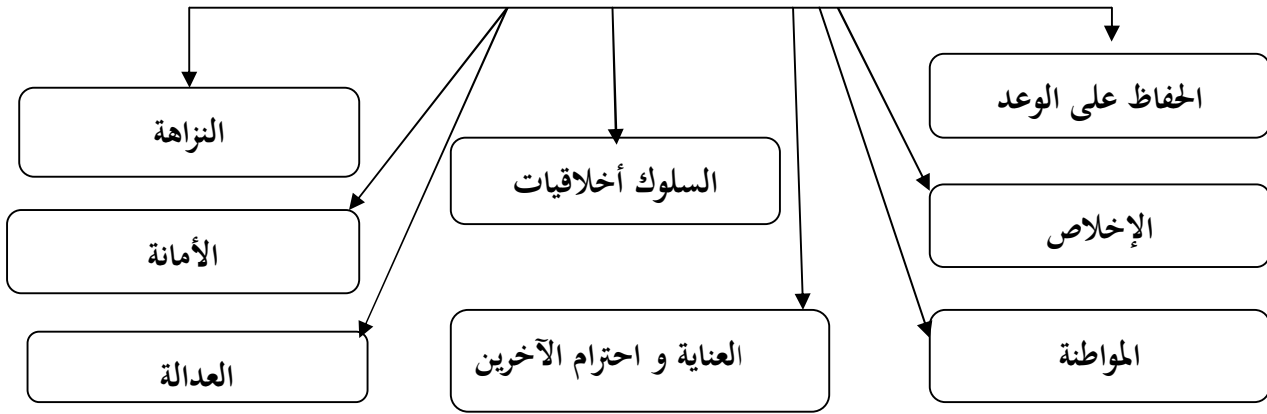 الحفاظ على الوعد
النزاهة
السلوك أخلاقيات
الإخلاص
الأمانة
العناية و احترام الآخرين
المواطنة
العدالة